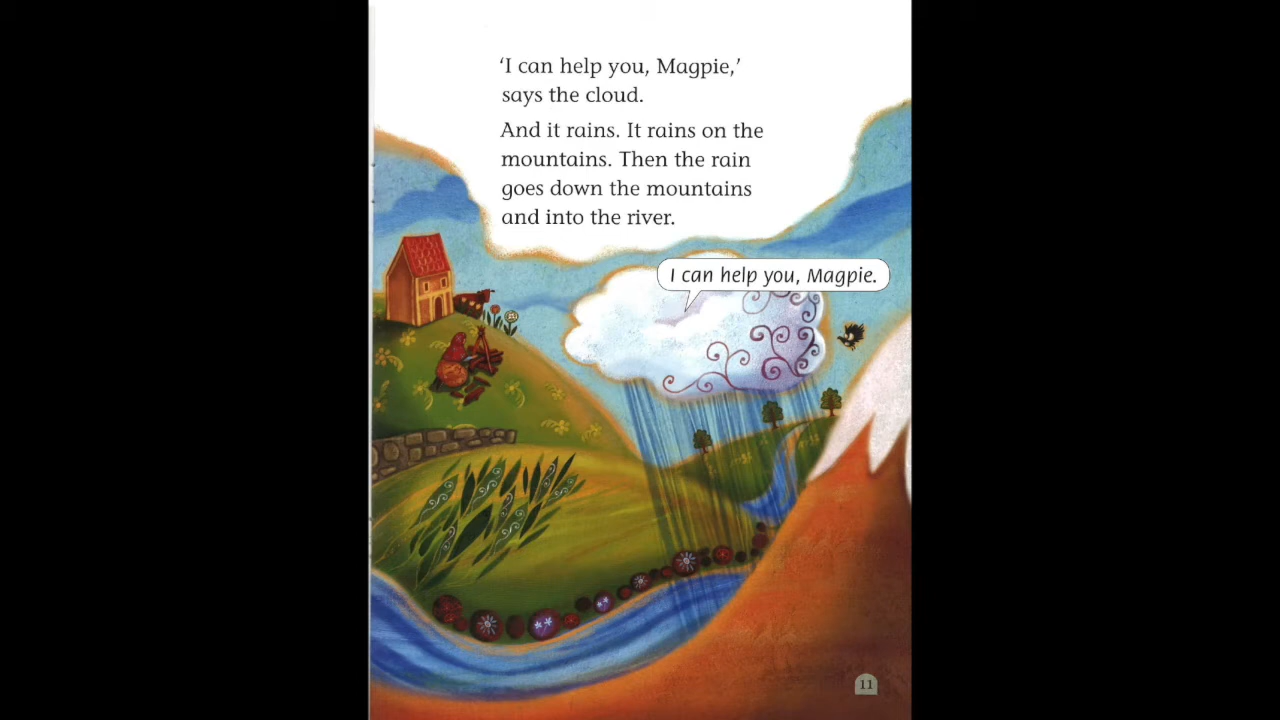 ‘I can help you, Magpie,’
says the cloud.
And it rains. It rains on the
mountains. Then the rain
goes down the mountains
and into the river.
I can help you, Magpie.
11